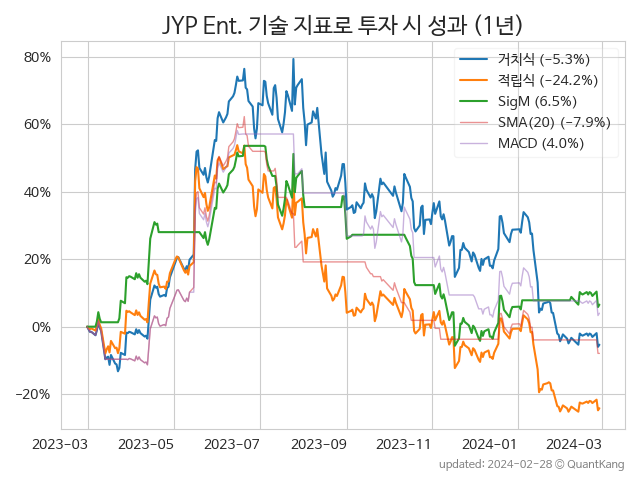 JYP Ent. 기술 지표로 투자 시 성과 (1년)
거치식 (−5.3%)
적립식 (−24.2%)
SigM (6.5%)
SMA(20) (−7.9%)
MACD (4.0%)
80%
60%
40%
20%
0%
−20%
2023-03 2023-05 2023-07 2023-09 2023-11 2024-01 2024-03
updated: 2024-02-28 © QuantKang